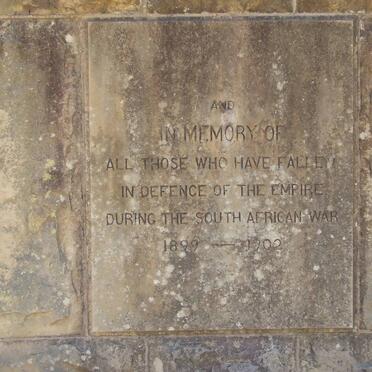 AND
IN MEMORY OF
ALL THOSE WHO HAVE FALLEN
IN DEFENCE OF THE EMPIRE
DURING THE SOUTH AFRICAN WAR
1899 — 1902